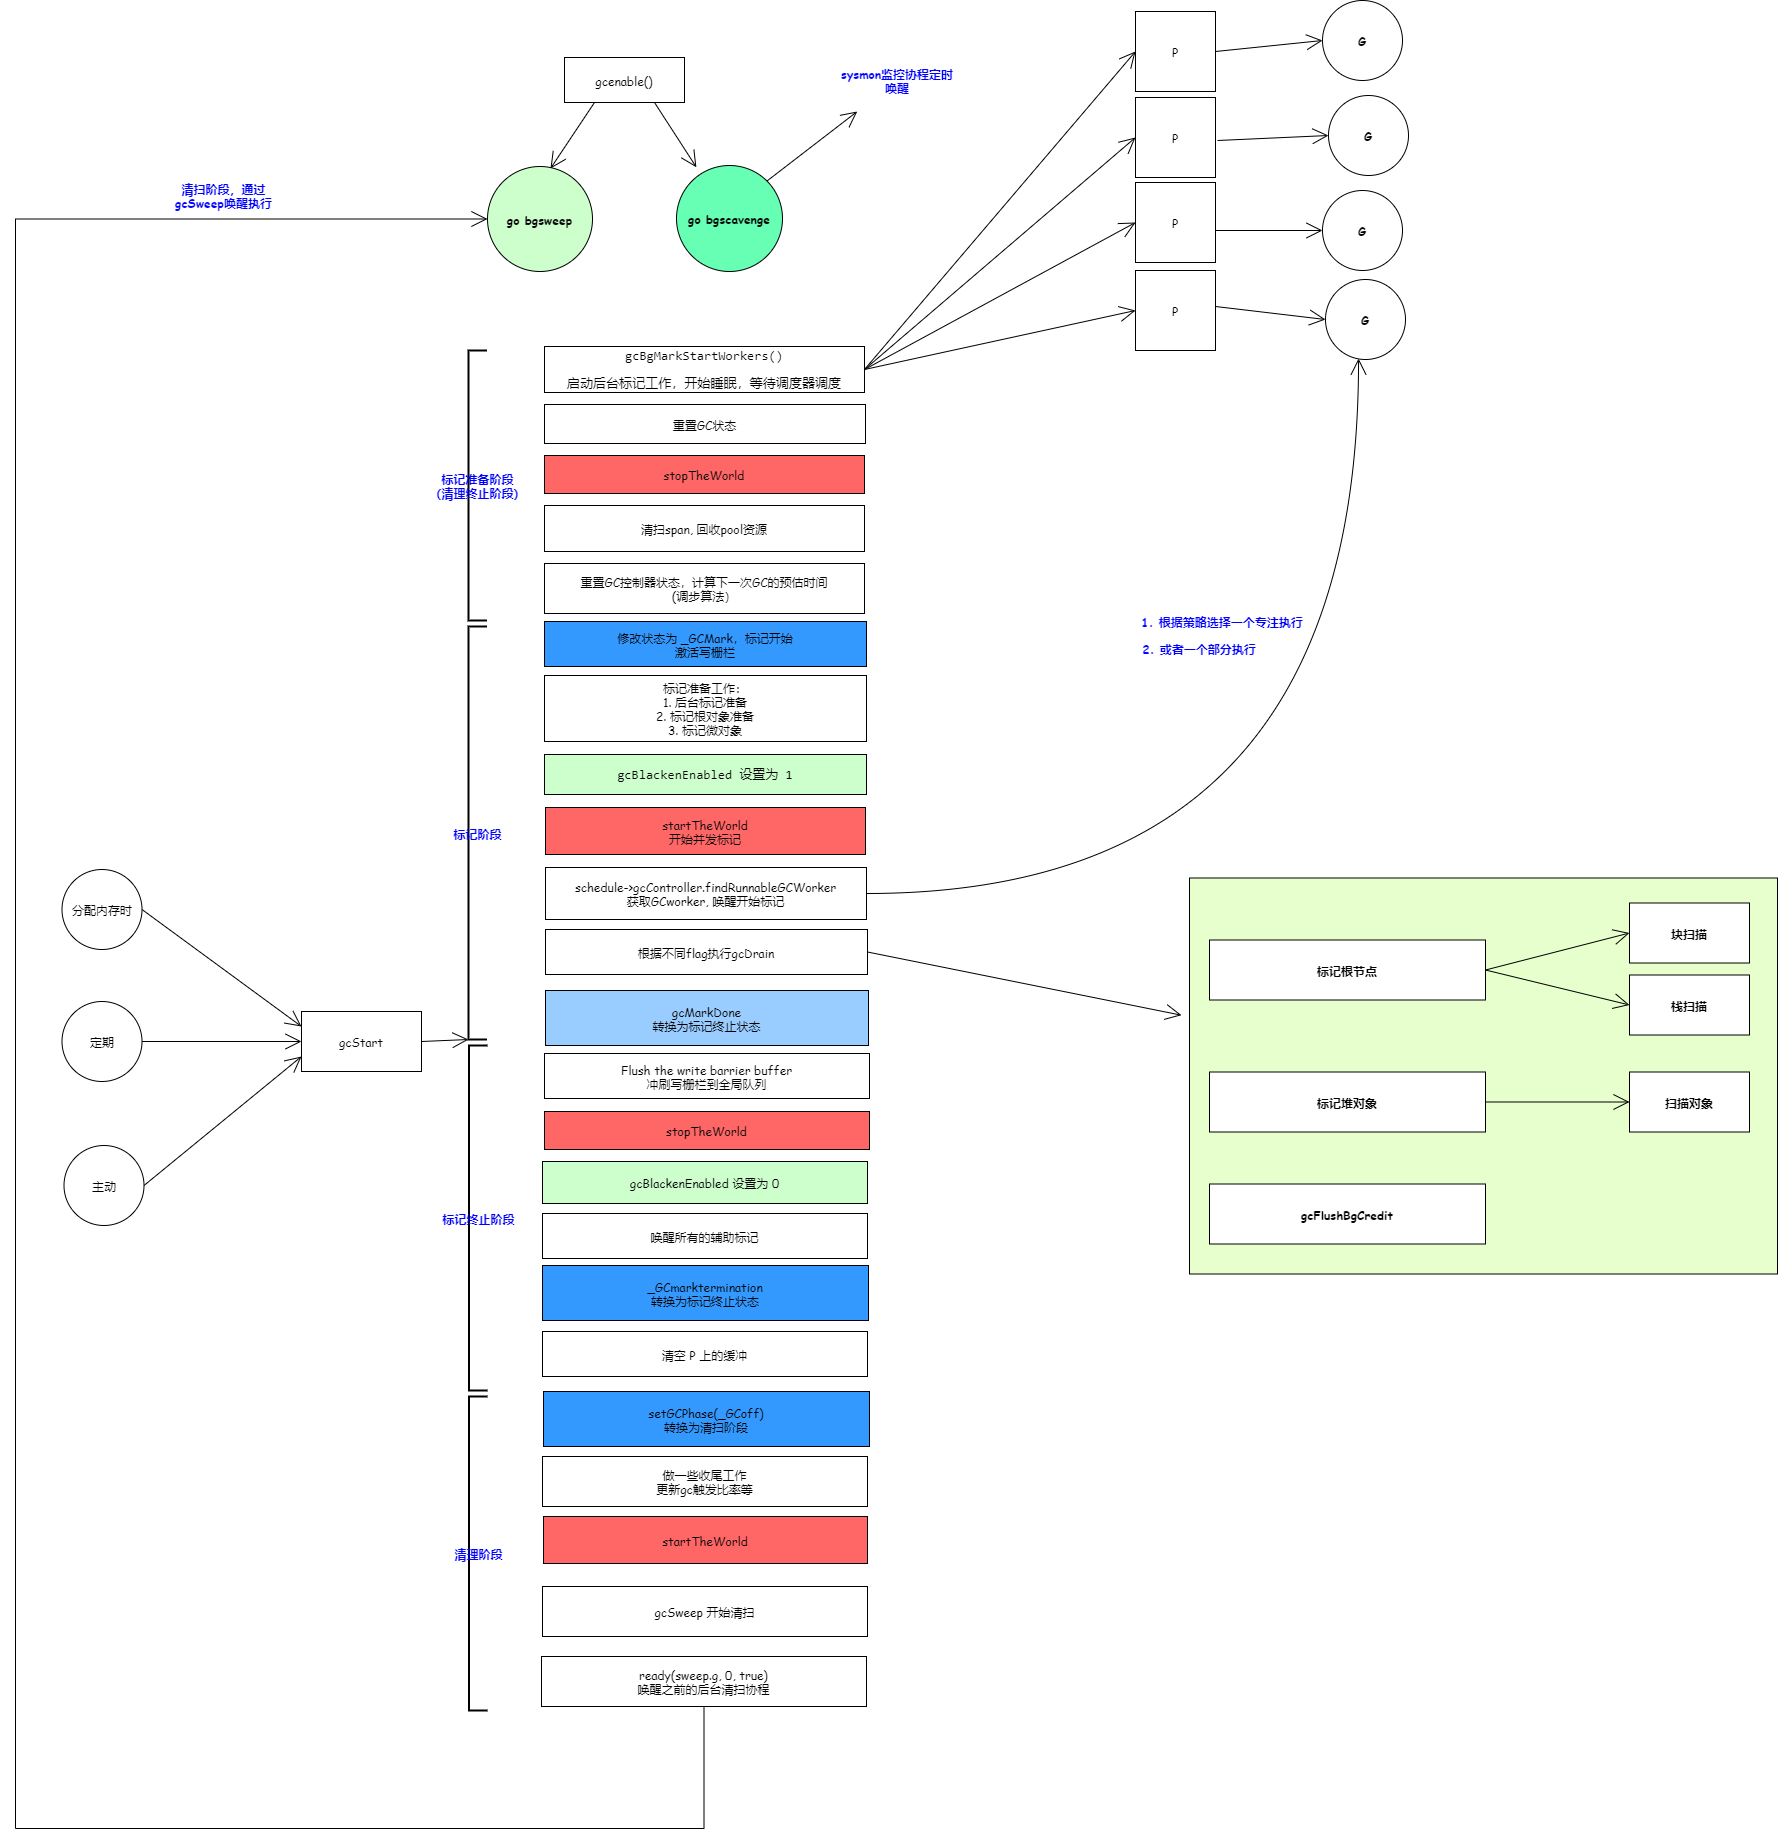 gcenable()
sysmon监控协程定时
唤醒
清扫阶段，通过
gcSweep唤醒执行
go bgsweep
go bgscavenge
P
G
P
G
P
G
P
G
gcBgMarkStartWorkers()
启动后台标记工作，开始睡眠，等待调度器调度
重置GC状态
标记准备阶段
(清理终止阶段)
stopTheWorld
清扫span, 回收pool资源
重置GC控制器状态，计算下一次GC的预估时间
(调步算法)
修改状态为 _GCMark，标记开始
激活写栅栏
1. 根据策略选择一个专注执行
2. 或者一个部分执行
标记准备工作：
1. 后台标记准备
2. 标记根对象准备
3. 标记微对象
gcBlackenEnabled 设置为 1
标记阶段
startTheWorld
开始并发标记
schedule->gcController.findRunnableGCWorker
获取GCworker, 唤醒开始标记
根据不同flag执行gcDrain
gcMarkDone
转换为标记终止状态
分配内存时
定期
主动
gcStart
标记根节点
块扫描
栈扫描
标记堆对象
扫描对象
gcFlushBgCredit
Flush the write barrier buffer
冲刷写栅栏到全局队列
stopTheWorld
gcBlackenEnabled 设置为 0
标记终止阶段
唤醒所有的辅助标记
_GCmarktermination
转换为标记终止状态
清空 P 上的缓冲
setGCPhase(_GCoff)
转换为清扫阶段
做一些收尾工作
更新gc触发比率等
清理阶段
startTheWorld
gcSweep 开始清扫
ready(sweep.g, 0, true)
唤醒之前的后台清扫协程